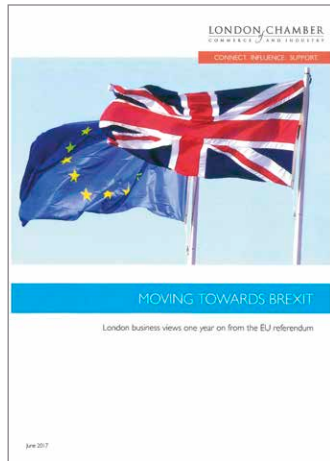 LONDON CHAMBER
of
COMMERCE AND INDUSTRY
CONNECT INFLUENCE SUPPORT
MOVING TOWARDS BREXIT
London business views one year on from the EU referendum
June 2017